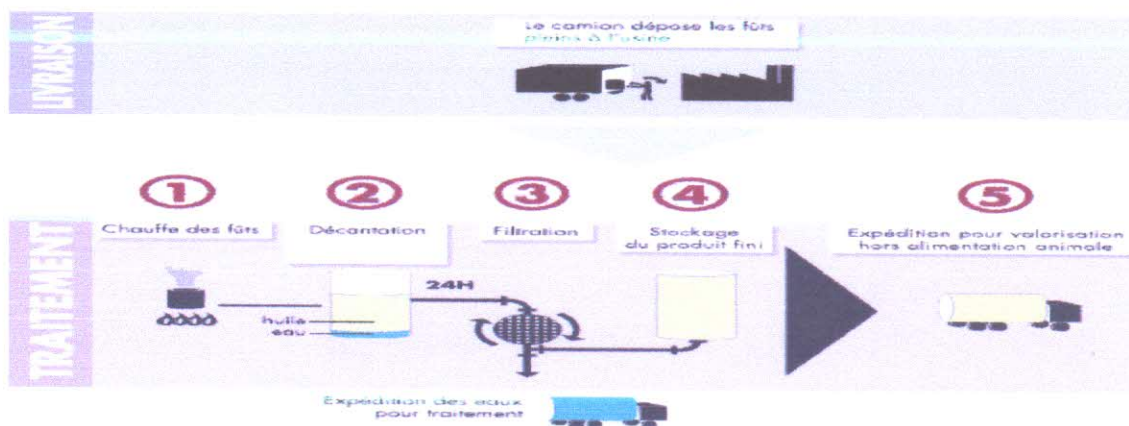 LIVRAISON
Le camion dépose les fûts
pleins à l'usine
TRAITEMENT
1
Chauffe des fûts
2
Décantation
3
Filtration
4
Stockage
du produit fini
5
Expédition pour valorisation
hors alimentation animale
24H
huile
eau
Expédition des eaux
pour traitement